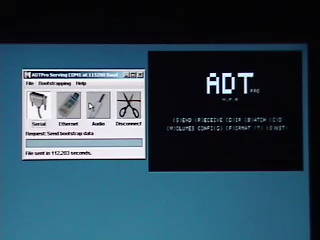 ADTPro Serving COM1 at 115200 Baud
File Bootstrapping Help
Serial Ethernet Audio Disconnect
Request: Send bootstrap data
File sent in 112.203 seconds.
ADT PRO
(S)END (R)ECEIVE (D)IR (B)ATCH (C)D
(V)OLUMES CONFI(G) (F)ORMAT (?) (Q)UIT: